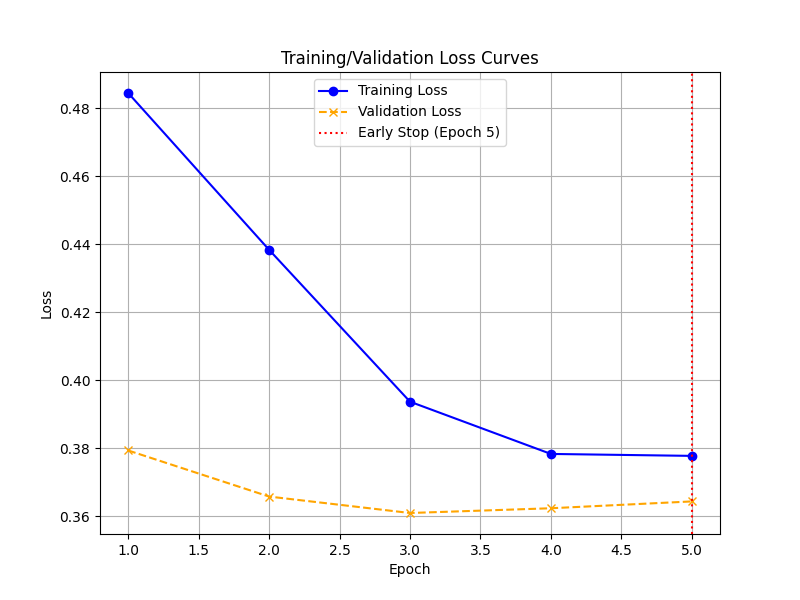 Training/Validation Loss Curves
Training Loss
Validation Loss
Early Stop (Epoch 5)
0.48
0.46
0.44
0.42
0.40
0.38
0.36
Loss
1.0 1.5 2.0 2.5 3.0 3.5 4.0 4.5 5.0
Epoch